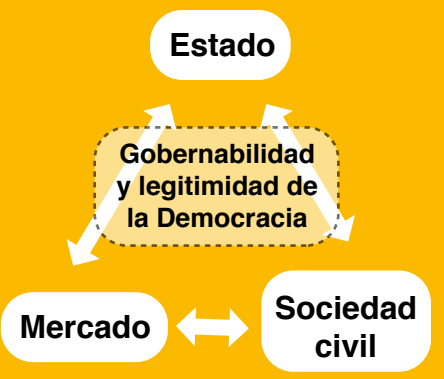 Estado
Gobernabilidad
y legitimidad de
la Democracia
Mercado
Sociedad
civil